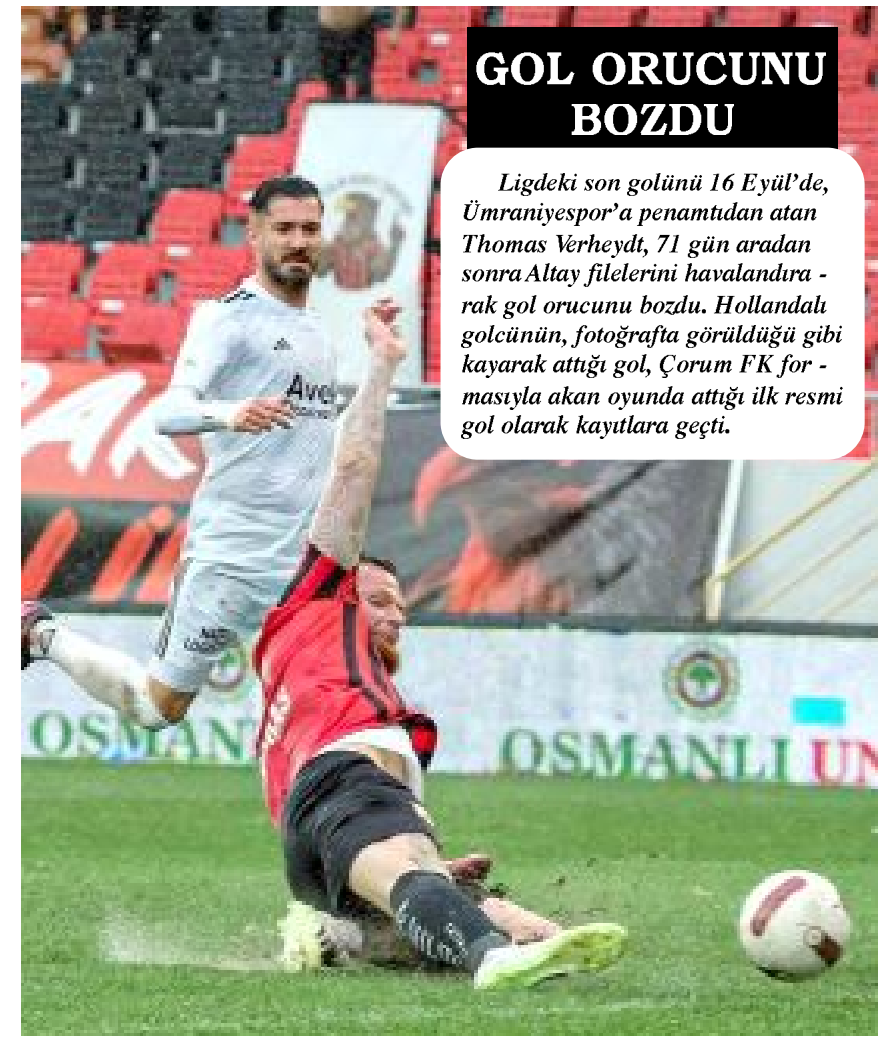 GOL ORUCUNU
BOZDU
Ligdeki son golünü 16 Eylül’de,
Ümraniyespor’a penamtıdan atan
Thomas Verheydt, 71 gün aradan
sonra Altay filelerini havalandıra -
rak gol orucunu bozdu. Hollandalı
golcünün, fotoğrafta görüldüğü gibi
kayarak attığı gol, Çorum FK for -
masıyla akan oyunda attığı ilk resmi
gol olarak kayıtlara geçti.
OSMAN
OSMANLI UN